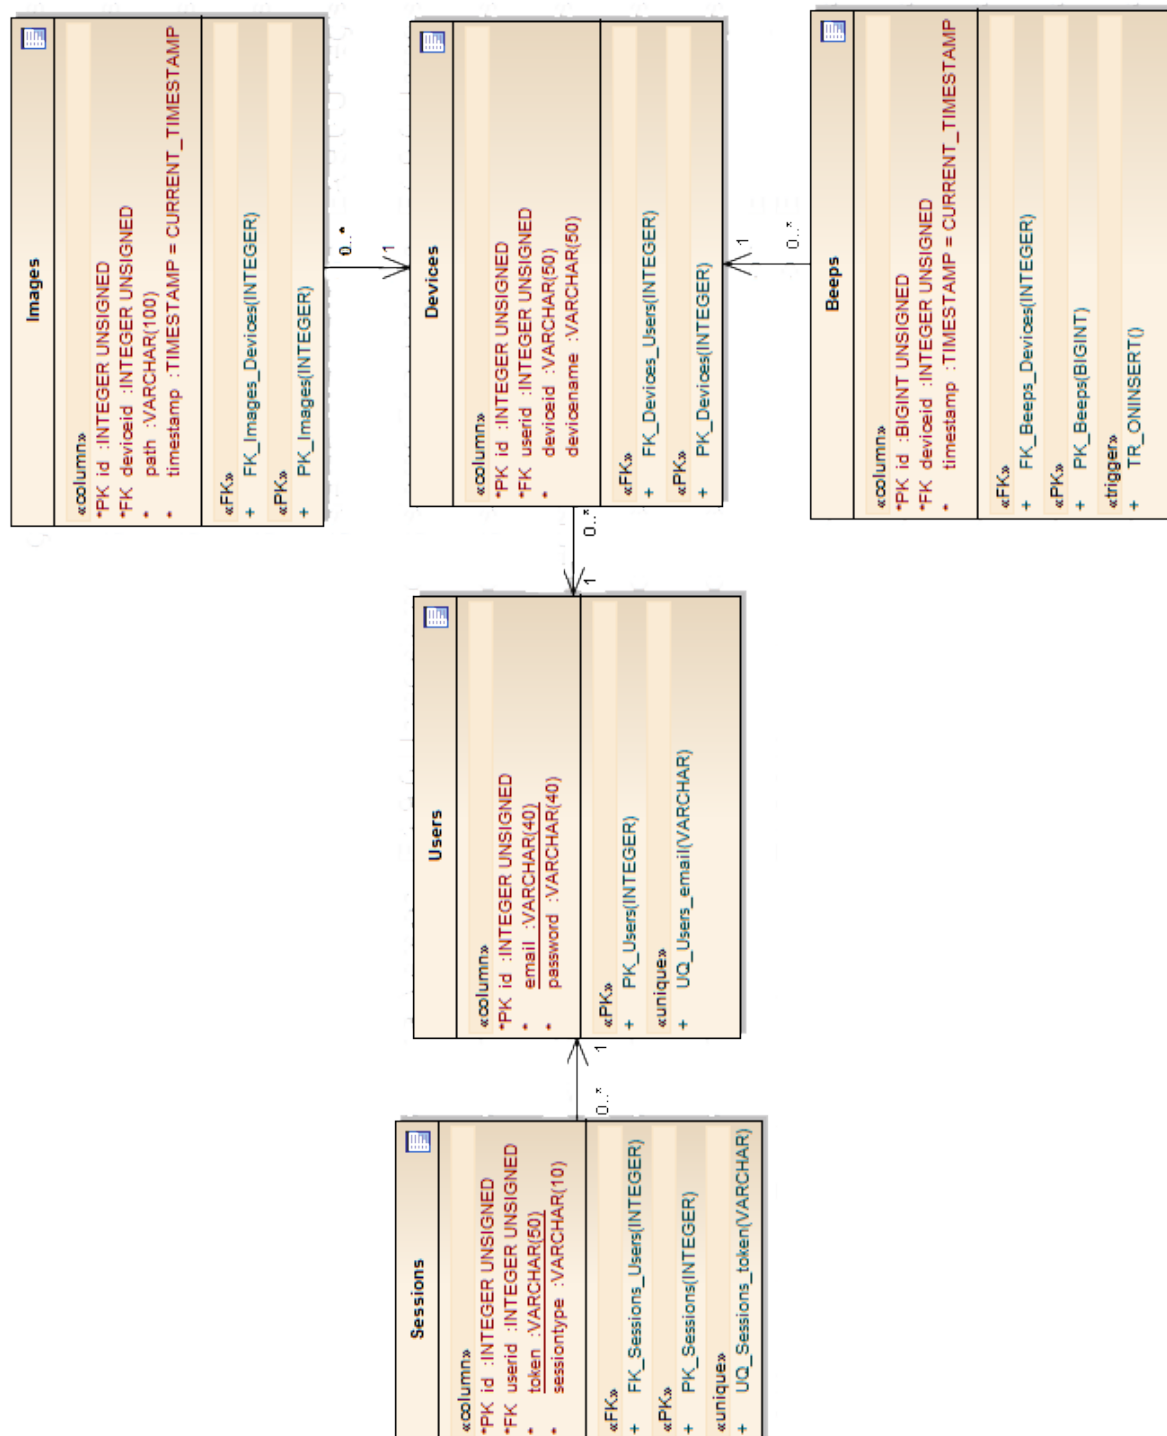 Sessions
«column»
*PK id :INTEGER UNSIGNED
*FK userid :INTEGER UNSIGNED
* token :VARCHAR(50)
* sessiontype :VARCHAR(10)
«FK»
+ FK_Sessions_Users(INTEGER)
«PK»
+ PK_Sessions(INTEGER)
«unique»
+ UQ_Sessions_token(VARCHAR)
0..*
1
Users
«column»
*PK id :INTEGER UNSIGNED
* email :VARCHAR(40)
* password :VARCHAR(40)
«PK»
+ PK_Users(INTEGER)
«unique»
+ UQ_Users_email(VARCHAR)
1
0..*
Images
«column»
*PK id :INTEGER UNSIGNED
*FK deviceid :INTEGER UNSIGNED
* path :VARCHAR(100)
* timestamp :TIMESTAMP = CURRENT_TIMESTAMP
«FK»
+ FK_Images_Devices(INTEGER)
«PK»
+ PK_Images(INTEGER)
0..*
1
Devices
«column»
*PK id :INTEGER UNSIGNED
*FK userid :INTEGER UNSIGNED
* deviceid :VARCHAR(50)
devicename :VARCHAR(50)
«FK»
+ FK_Devices_Users(INTEGER)
«PK»
+ PK_Devices(INTEGER)
1
0..*
Beeps
«column»
*PK id :BIGINT UNSIGNED
*FK deviceid :INTEGER UNSIGNED
* timestamp :TIMESTAMP = CURRENT_TIMESTAMP
«FK»
+ FK_Beeps_Devices(INTEGER)
«PK»
+ PK_Beeps(BIGINT)
«trigger»
+ TR_ONINSERT()